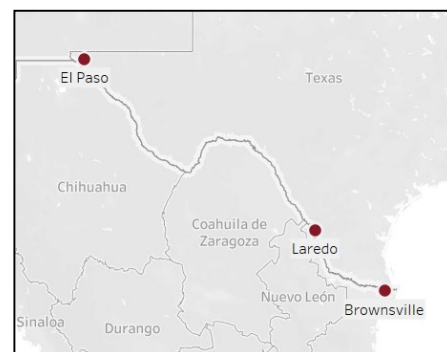 El Paso
Texas
Chihuahua
Coahuila de
Zaragoza
Laredo
Nuevo León
Brownsville
Sinaloa
Durango